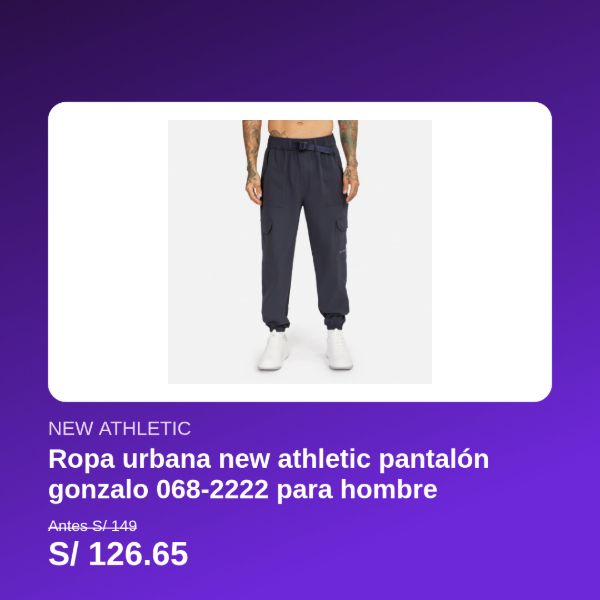 NEW ATHLETIC
Ropa urbana new athletic pantalón
gonzalo 068-2222 para hombre
Antes S/ 149
S/ 126.65